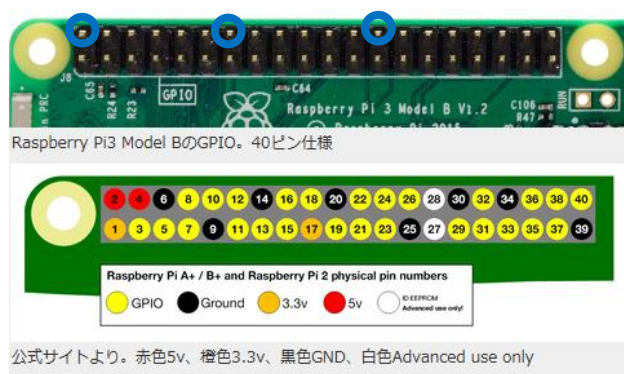 J8
C65
R24
R23
GPIO
C64
Raspberry Pi 3 Model B V1.2
C106
R47
RUN
n PRC
Raspberry Pi3 Model BのGPIO。40ピン仕様
2 4 6 8 10 12 14 16 18 20 22 24 26 28 30 32 34 36 38 40
1 3 5 7 9 11 13 15 17 19 21 23 25 27 29 31 33 35 37 39
Raspberry Pi A+ / B+ and Raspberry Pi 2 physical pin numbers
GPIO Ground 3.3v 5v ID EEPROM
Advanced use only!
公式サイトより。赤色5v、橙色3.3v、黒色GND、白色Advanced use only